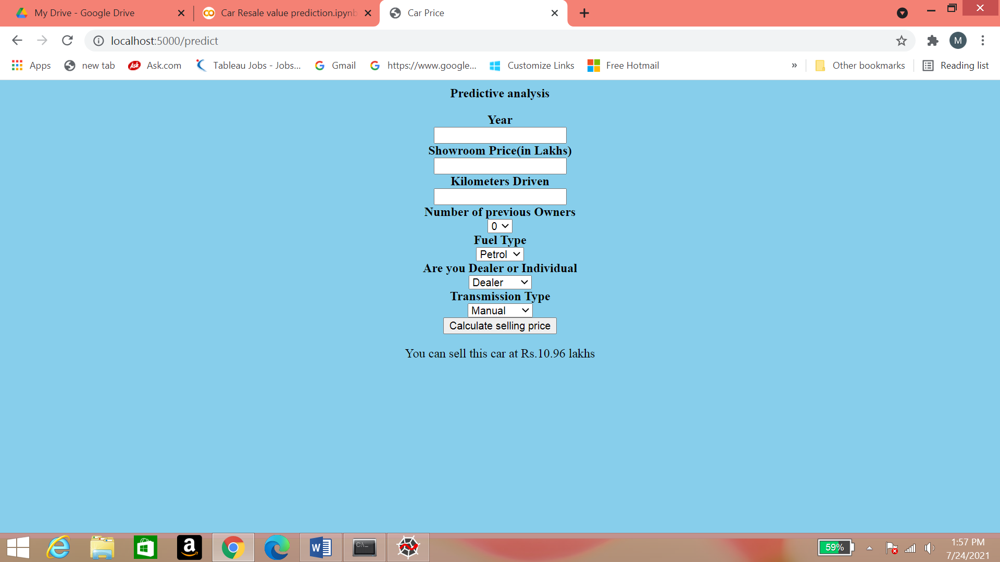 My Drive - Google Drive
Car Resale value prediction.ipynb
Car Price
localhost:5000/predict
M
Apps
new tab
Ask
Ask.com
Tableau Jobs - Jobs...
Gmail
https://www.google...
Customize Links
Free Hotmail
»
Other bookmarks
Reading list
Predictive analysis
Year
Showroom Price(in Lakhs)
Kilometers Driven
Number of previous Owners
0
Fuel Type
Petrol
Are you Dealer or Individual
Dealer
Transmission Type
Manual
Calculate selling price
You can sell this car at Rs.10.96 lakhs
59%
1:57 PM
7/24/2021